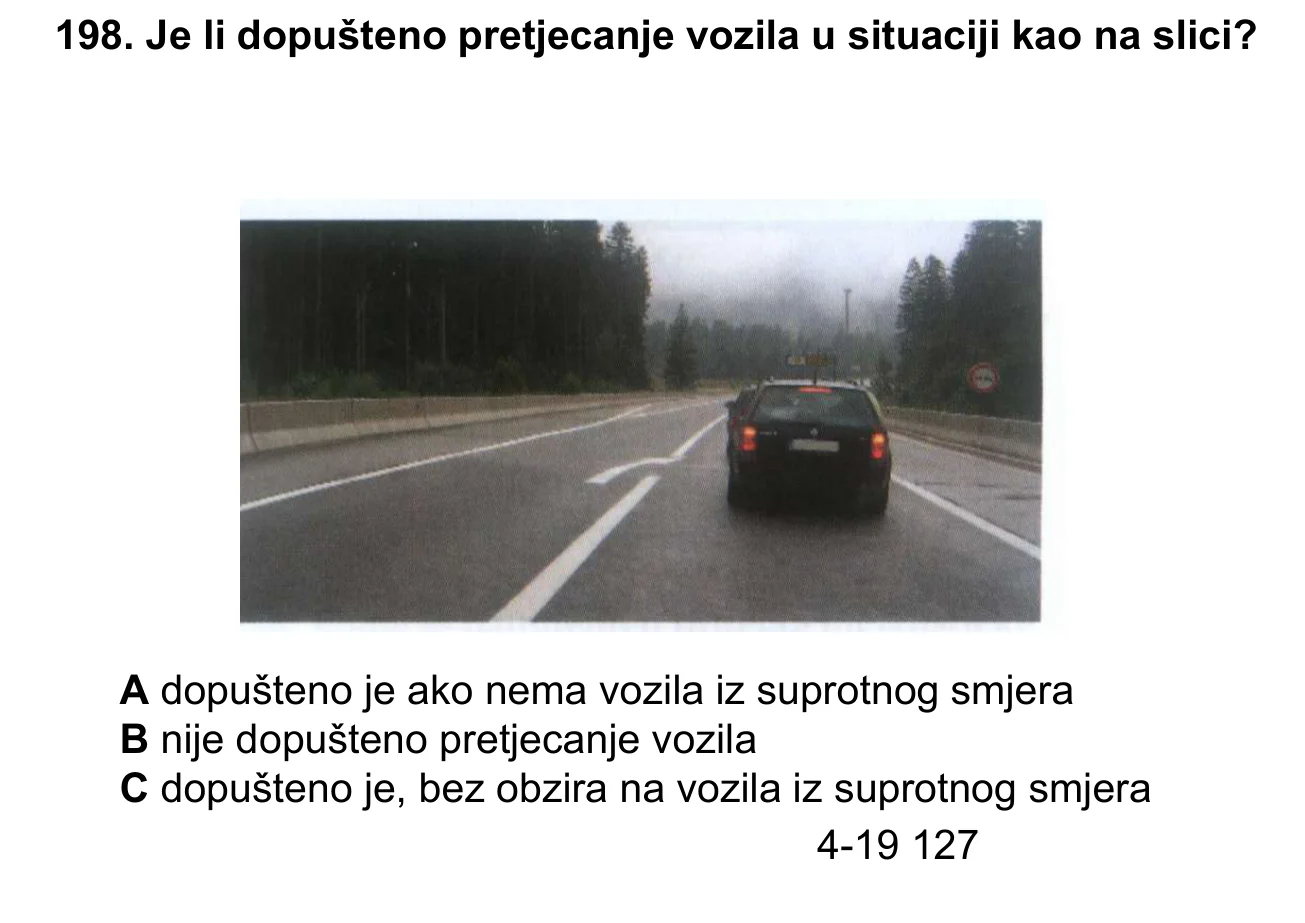 198. Je li dopušteno pretjecanje vozila u situaciji kao na slici?
A dopušteno je ako nema vozila iz suprotnog smjera
B nije dopušteno pretjecanje vozila
C dopušteno je, bez obzira na vozila iz suprotnog smjera
4-19 127